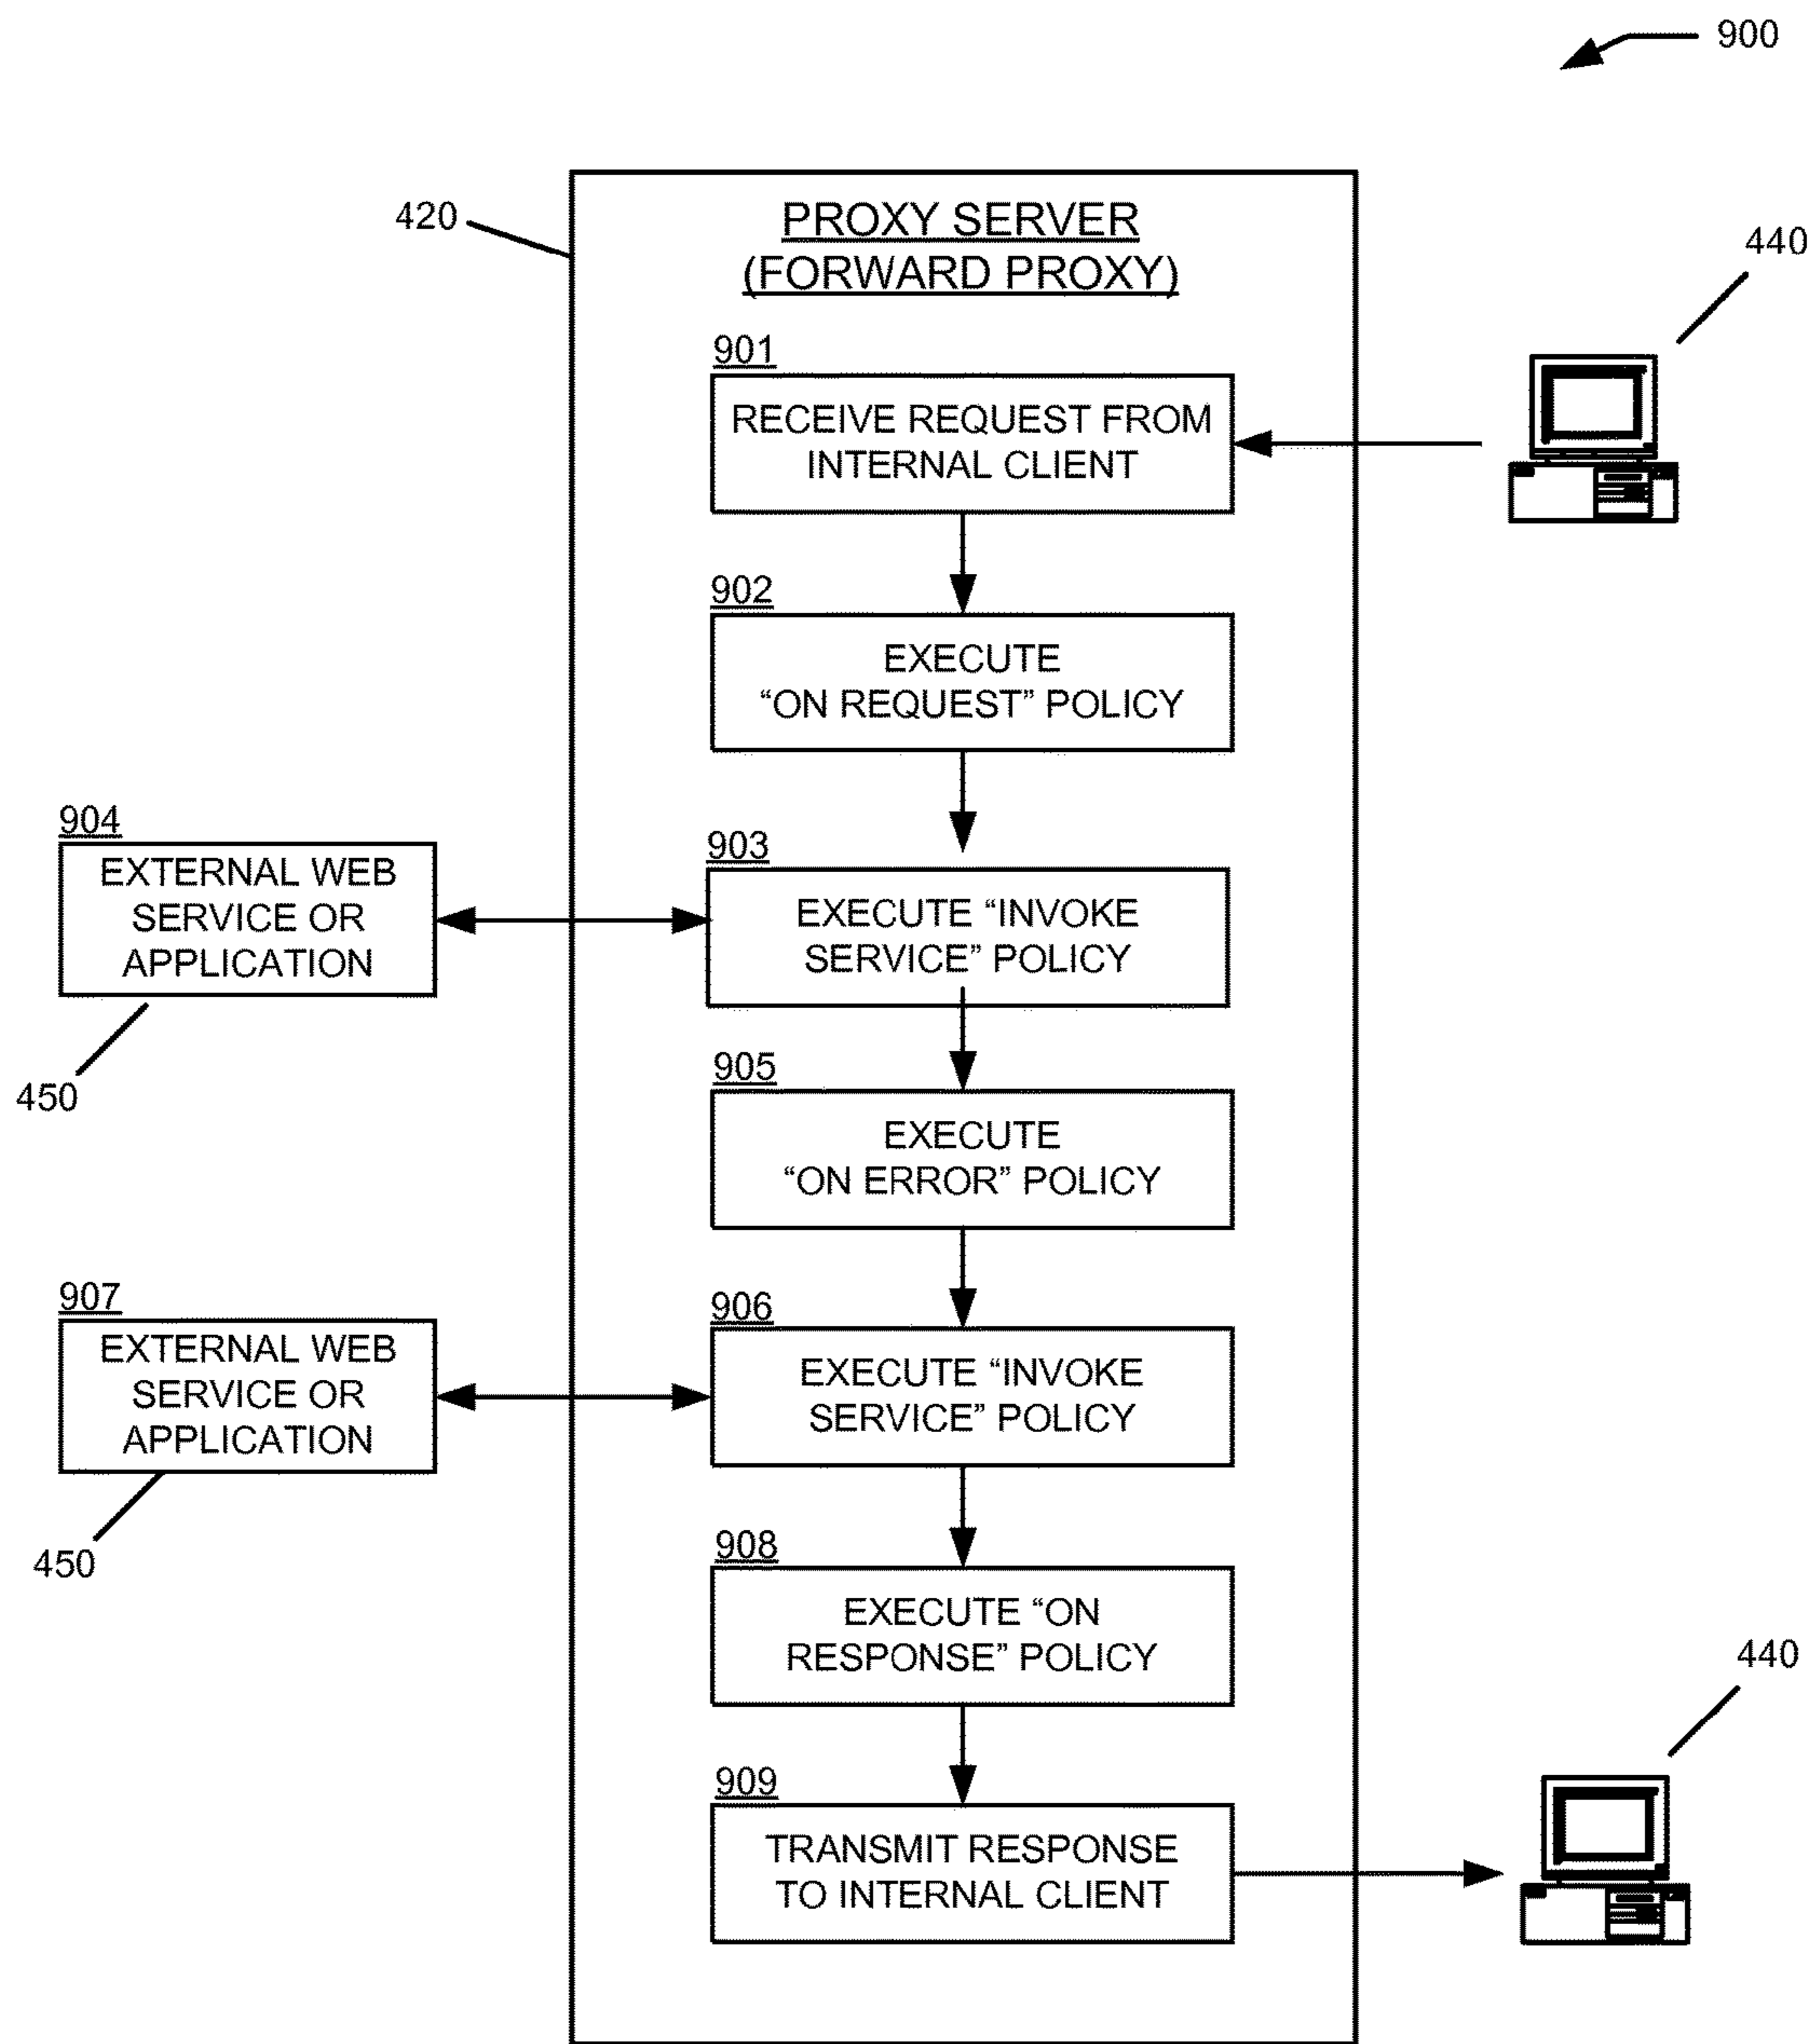 900
420
PROXY SERVER
(FORWARD PROXY)
440
901
RECEIVE REQUEST FROM
INTERNAL CLIENT
902
EXECUTE
“ON REQUEST” POLICY
904
EXTERNAL WEB
SERVICE OR
APPLICATION
450
903
EXECUTE “INVOKE
SERVICE” POLICY
905
EXECUTE
“ON ERROR” POLICY
907
EXTERNAL WEB
SERVICE OR
APPLICATION
450
906
EXECUTE “INVOKE
SERVICE” POLICY
908
EXECUTE “ON
RESPONSE” POLICY
440
909
TRANSMIT RESPONSE
TO INTERNAL CLIENT